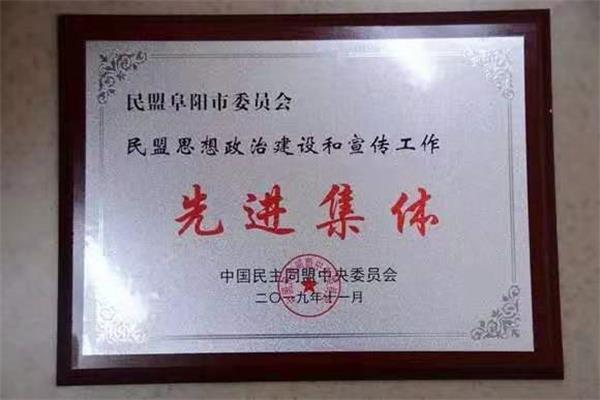 民盟阜阳市委员会
民盟思想政治建设和宣传工作
先进集体
中国民主同盟中央委员会
二〇一九年十一月